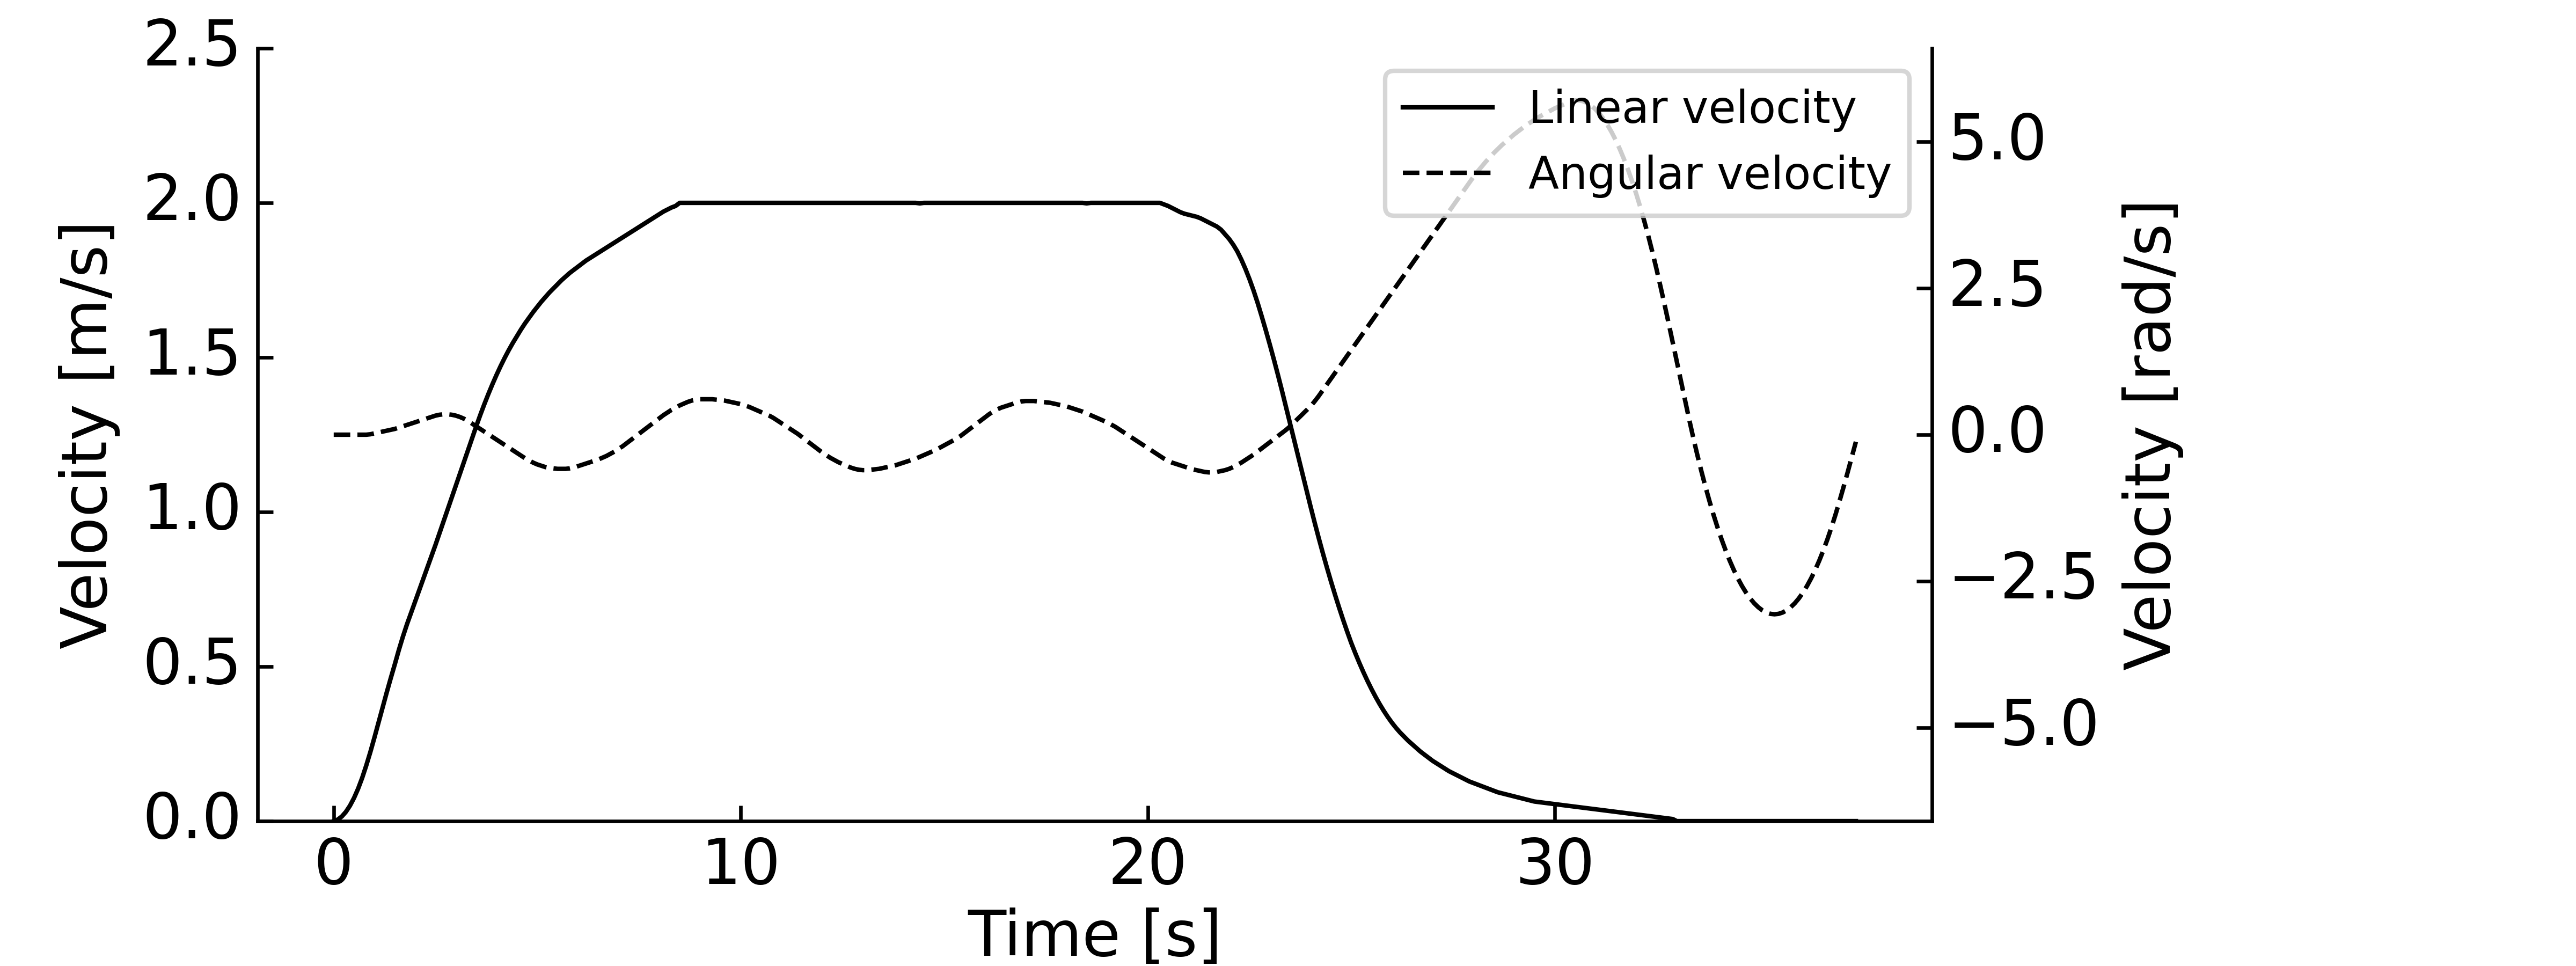 2.5
2.0
1.5
1.0
0.5
0.0
Velocity [m/s]
Linear velocity
Angular velocity
5.0
2.5
0.0
−2.5
−5.0
Velocity [rad/s]
0 10 20 30
Time [s]